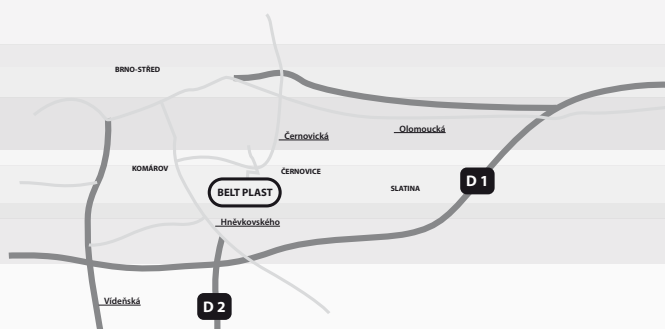 BRNO-STŘED
Černovická
Olomoucká
KOMÁROV
ČERNOVICE
D 1
SLATINA
BELT PLAST
Hněvkovského
Vídeňská
D 2